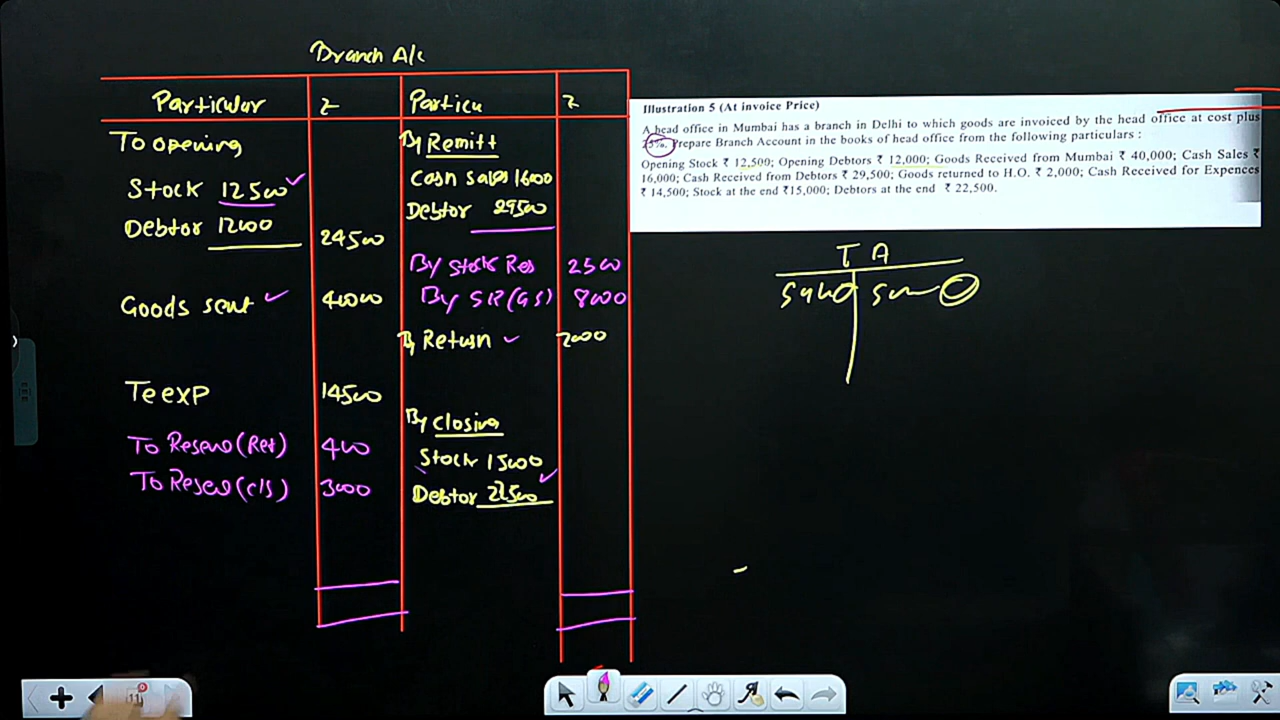 Branch A/c
Particular ₹ Particu ₹
To opening
Stock 12500
Debtor 12000 24500
Goods sent 40000
To exp 14500
To Reserve (Ret) 400
To Reserve (c/s) 3000
By Remitt
Cash sales 16000
Debtor 29500
By Stock Res 2500
By SR (GS) 8000
By Return 2000
By closing
Stock 15000
Debtor 22500
Illustration 5 (At invoice Price)
A head office in Mumbai has a branch in Delhi to which goods are invoiced by the head office at cost plus
25%. Prepare Branch Account in the books of head office from the following particulars :
Opening Stock ₹ 12,500; Opening Debtors ₹ 12,000; Goods Received from Mumbai ₹ 40,000; Cash Sales ₹
16,000; Cash Received from Debtors ₹ 29,500; Goods returned to H.O. ₹ 2,000; Cash Received for Expences
₹ 14,500; Stock at the end ₹15,000; Debtors at the end ₹ 22,500.
T A
11